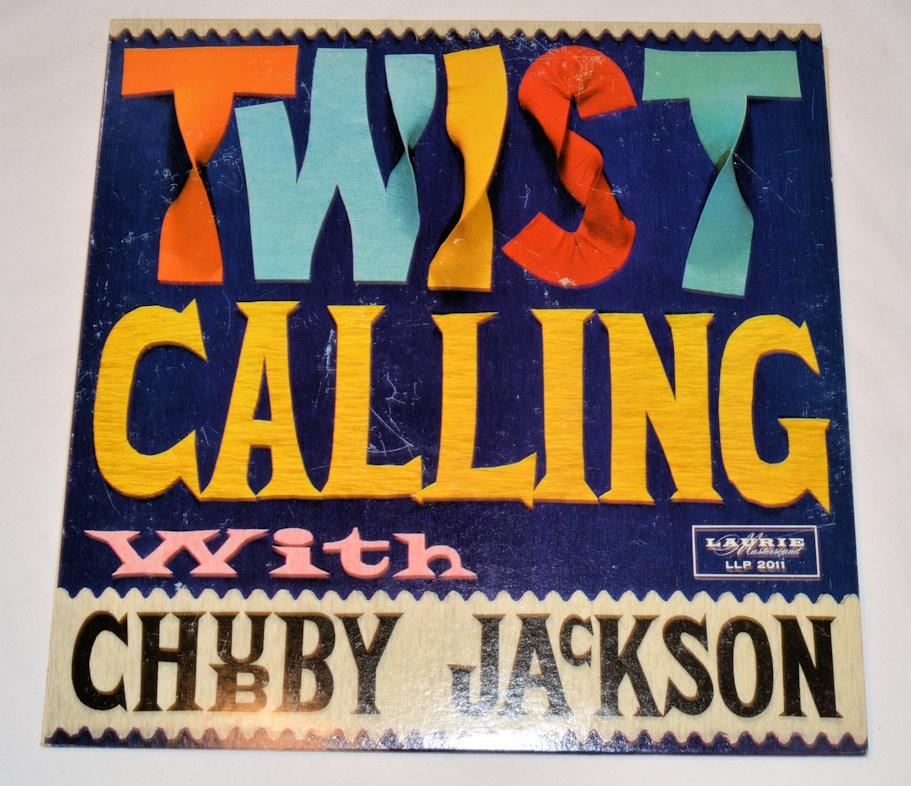 TWIST
CALLING
With
LAURIE
Mastersound
LLP 2011
CHUBBY JACKSON